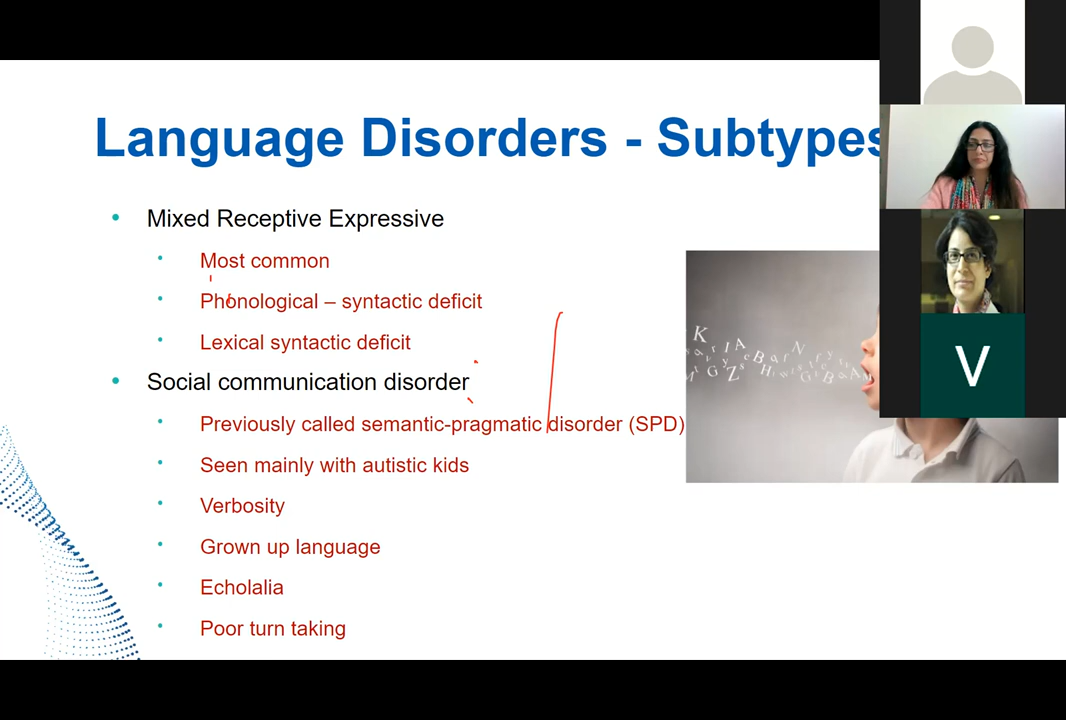 Language Disorders - Subtypes
Mixed Receptive Expressive
Most common
Phonological – syntactic deficit
Lexical syntactic deficit
Social communication disorder
Previously called semantic-pragmatic disorder (SPD)
Seen mainly with autistic kids
Verbosity
Grown up language
Echolalia
Poor turn taking
V